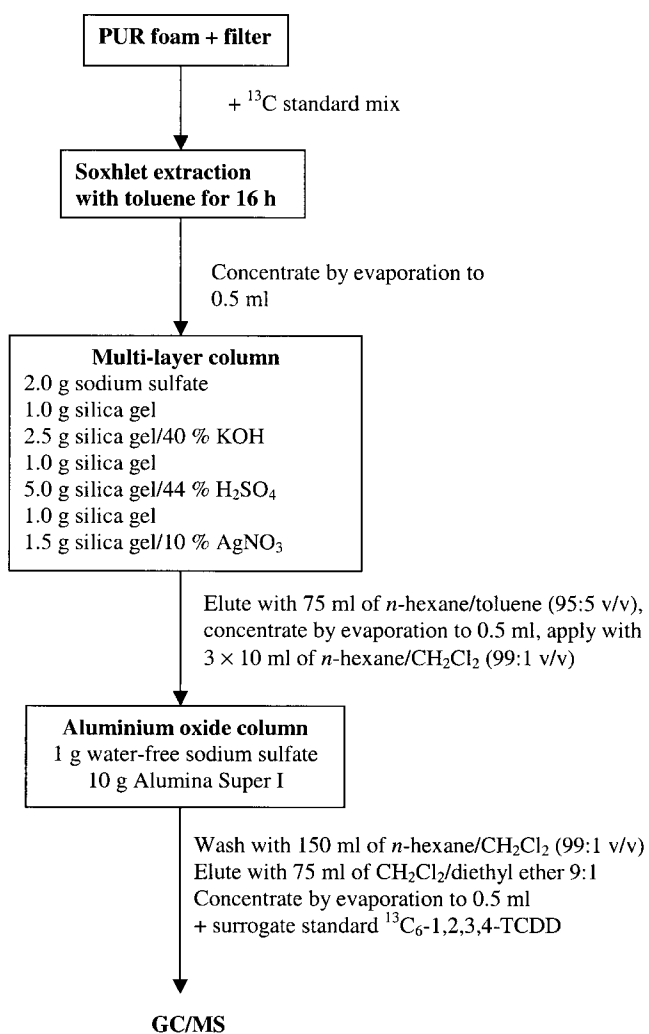 PUR foam + filter
+ ¹³C standard mix
Soxhlet extraction
with toluene for 16 h
Concentrate by evaporation to
0.5 ml
Multi-layer column
2.0 g sodium sulfate
1.0 g silica gel
2.5 g silica gel/40 % KOH
1.0 g silica gel
5.0 g silica gel/44 % H₂SO₄
1.0 g silica gel
1.5 g silica gel/10 % AgNO₃
Elute with 75 ml of n-hexane/toluene (95:5 v/v),
concentrate by evaporation to 0.5 ml, apply with
3 × 10 ml of n-hexane/CH₂Cl₂ (99:1 v/v)
Aluminium oxide column
1 g water-free sodium sulfate
10 g Alumina Super I
Wash with 150 ml of n-hexane/CH₂Cl₂ (99:1 v/v)
Elute with 75 ml of CH₂Cl₂/diethyl ether 9:1
Concentrate by evaporation to 0.5 ml
+ surrogate standard ¹³C₆-1,2,3,4-TCDD
GC/MS